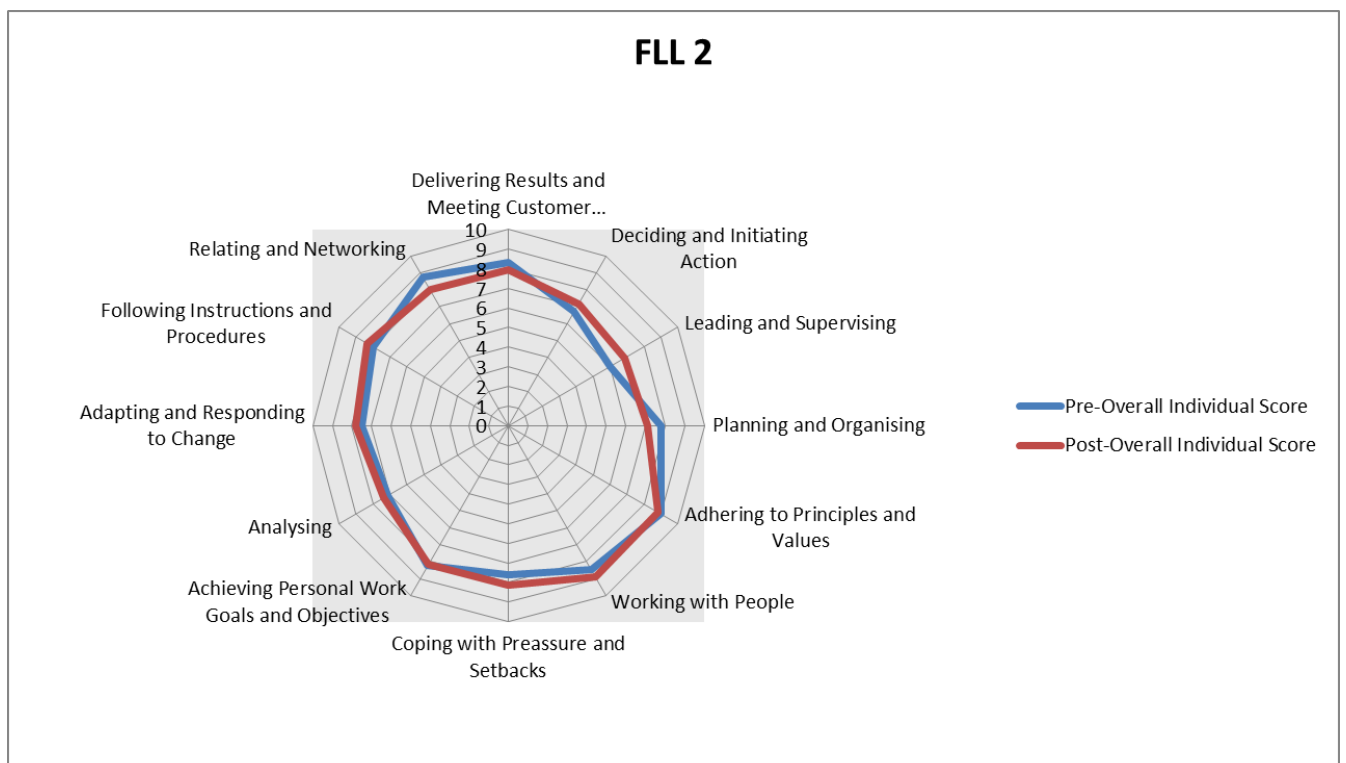 FLL 2
Delivering Results and
Meeting Customer...
Deciding and Initiating
Action
Leading and Supervising
Planning and Organising
Adhering to Principles and
Values
Working with People
Coping with Preassure and
Setbacks
Achieving Personal Work
Goals and Objectives
Analysing
Adapting and Responding
to Change
Following Instructions and
Procedures
Relating and Networking
10
9
8
7
6
5
4
3
2
1
0
Pre-Overall Individual Score
Post-Overall Individual Score